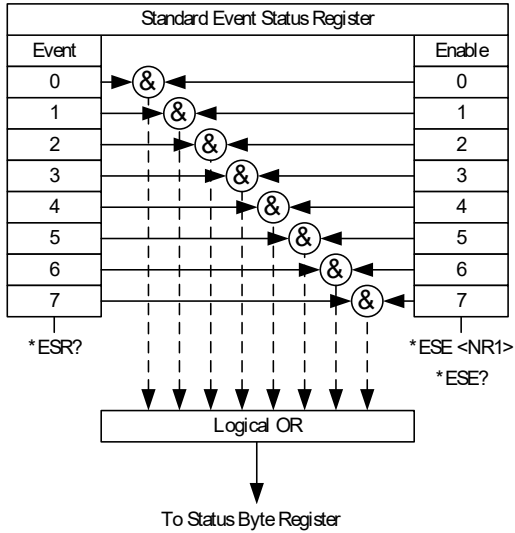 Standard Event Status Register
Event Enable
0 & 0
1 & 1
2 & 2
3 & 3
4 & 4
5 & 5
6 & 6
7 & 7
*ESR? *ESE <NR1>
*ESE?
Logical OR
To Status Byte Register